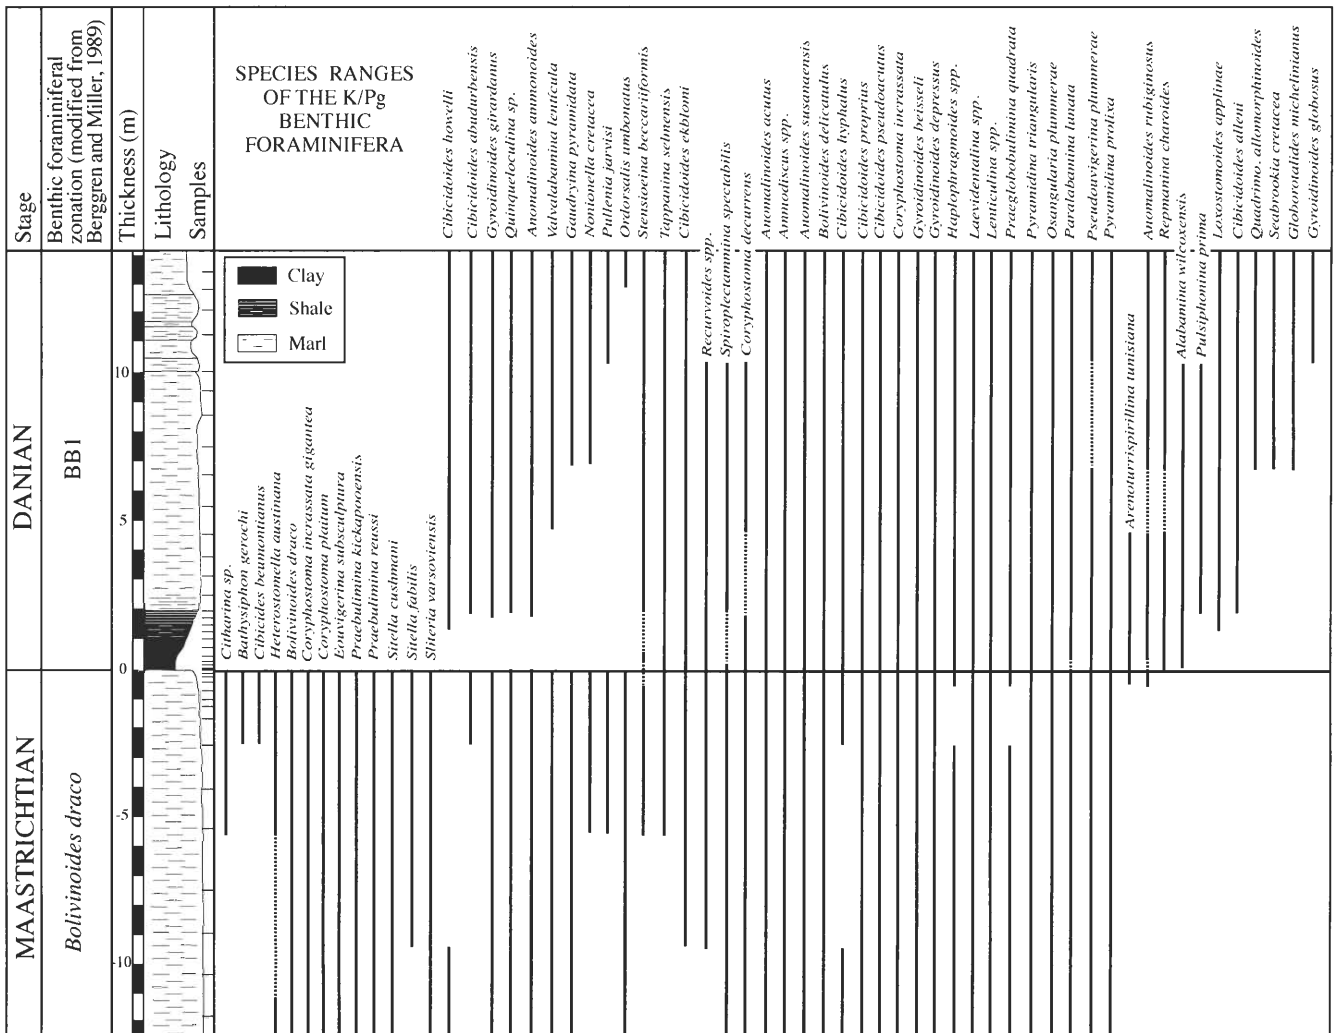 Stage
Benthic foraminiferal
zonation (modified from
Berggren and Miller, 1989)
Thickness (m)
Lithology
Samples
SPECIES RANGES
OF THE K/Pg
BENTHIC
FORAMINIFERA
Cibicidoides howelli
Cibicidoides abudurbensis
Gyroidinoides girardanus
Quinqueloculina sp.
Anomalinoides ammonoides
Valvalabamina lenticula
Gaudryina pyramidata
Nonionella cretacea
Pullenia jarvisi
Oridorsalis umbonatus
Stensioeina beccariiformis
Tappanina selmensis
Cibicidoides ekblomi
Recurvoides spp.
Spiroplectammina spectabilis
Coryphostoma decurrens
Anomalinoides acutus
Ammodiscus spp.
Anomalinoides susanaensis
Bolivinoides delicatulus
Cibicidoides hyphalus
Cibicidoides proprius
Cibicidoides pseudoacutus
Coryphostoma incrassata
Gyroidinoides beisseli
Gyroidinoides depressus
Haplophragmoides spp.
Laevidentalina spp.
Lenticulina spp.
Praeglobobulimina quadrata
Pyramidina triangularis
Osangularia plummerae
Paralabamina lunata
Pseudouvigerina plummerae
Pyramidina prolixa
Arenoturrispirillina tunisiana
Anomalinoides rubiginosus
Repmanina charoides
Alabamina wilcoxensis
Pulsiphonina prima
Loxostomoides applinae
Cibicidoides alleni
Quadrimo. allomorphinoides
Seabrookia cretacea
Globorotalides michelinianus
Gyroidinoides globosus
Clay
Shale
Marl
DANIAN
BB1
10
5
0
Citharina sp.
Bathysiphon gerochi
Cibicides beumontianus
Heterostomella austinana
Bolivinoides draco
Coryphostoma incrassata gigantea
Coryphostoma plaitum
Eouvigerina subsculptura
Praebulimina kickapooensis
Praebulimina reussi
Sitella cushmani
Sitella fabilis
Sliteria varsoviensis
MAASTRICHTIAN
Bolivinoides draco
-5
-10